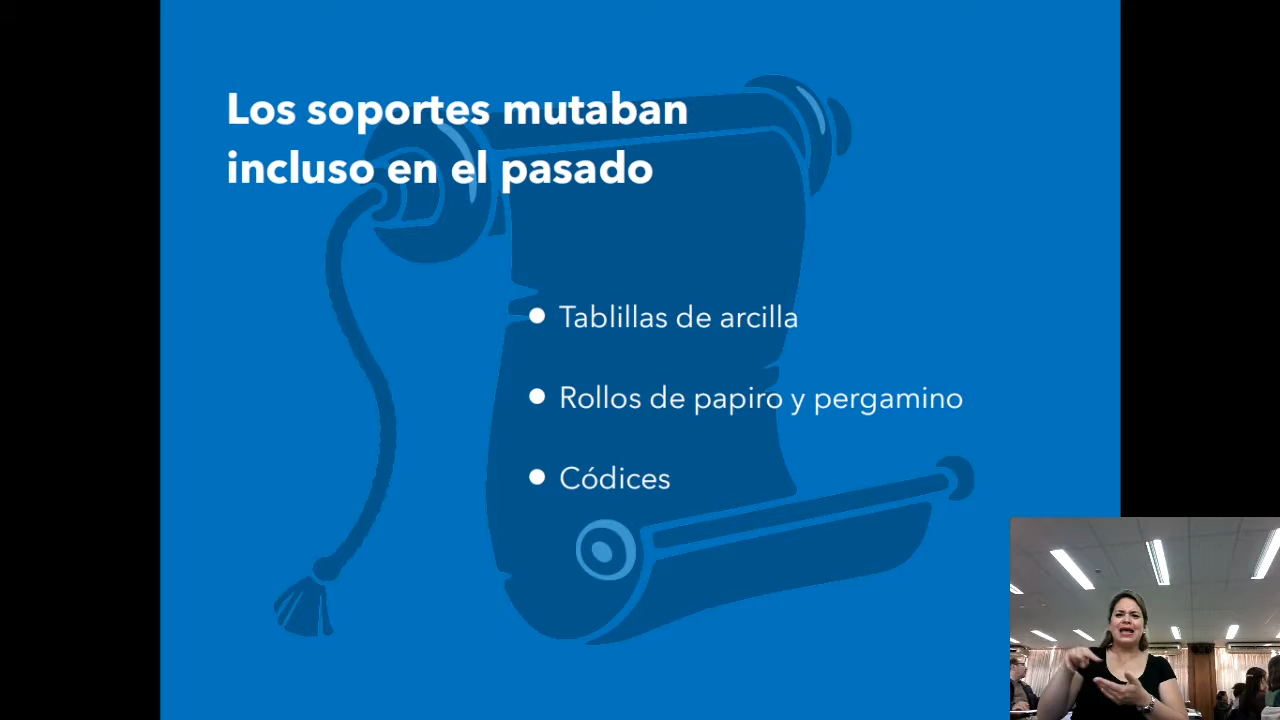 Los soportes mutaban
incluso en el pasado
Tablillas de arcilla
Rollos de papiro y pergamino
Códices